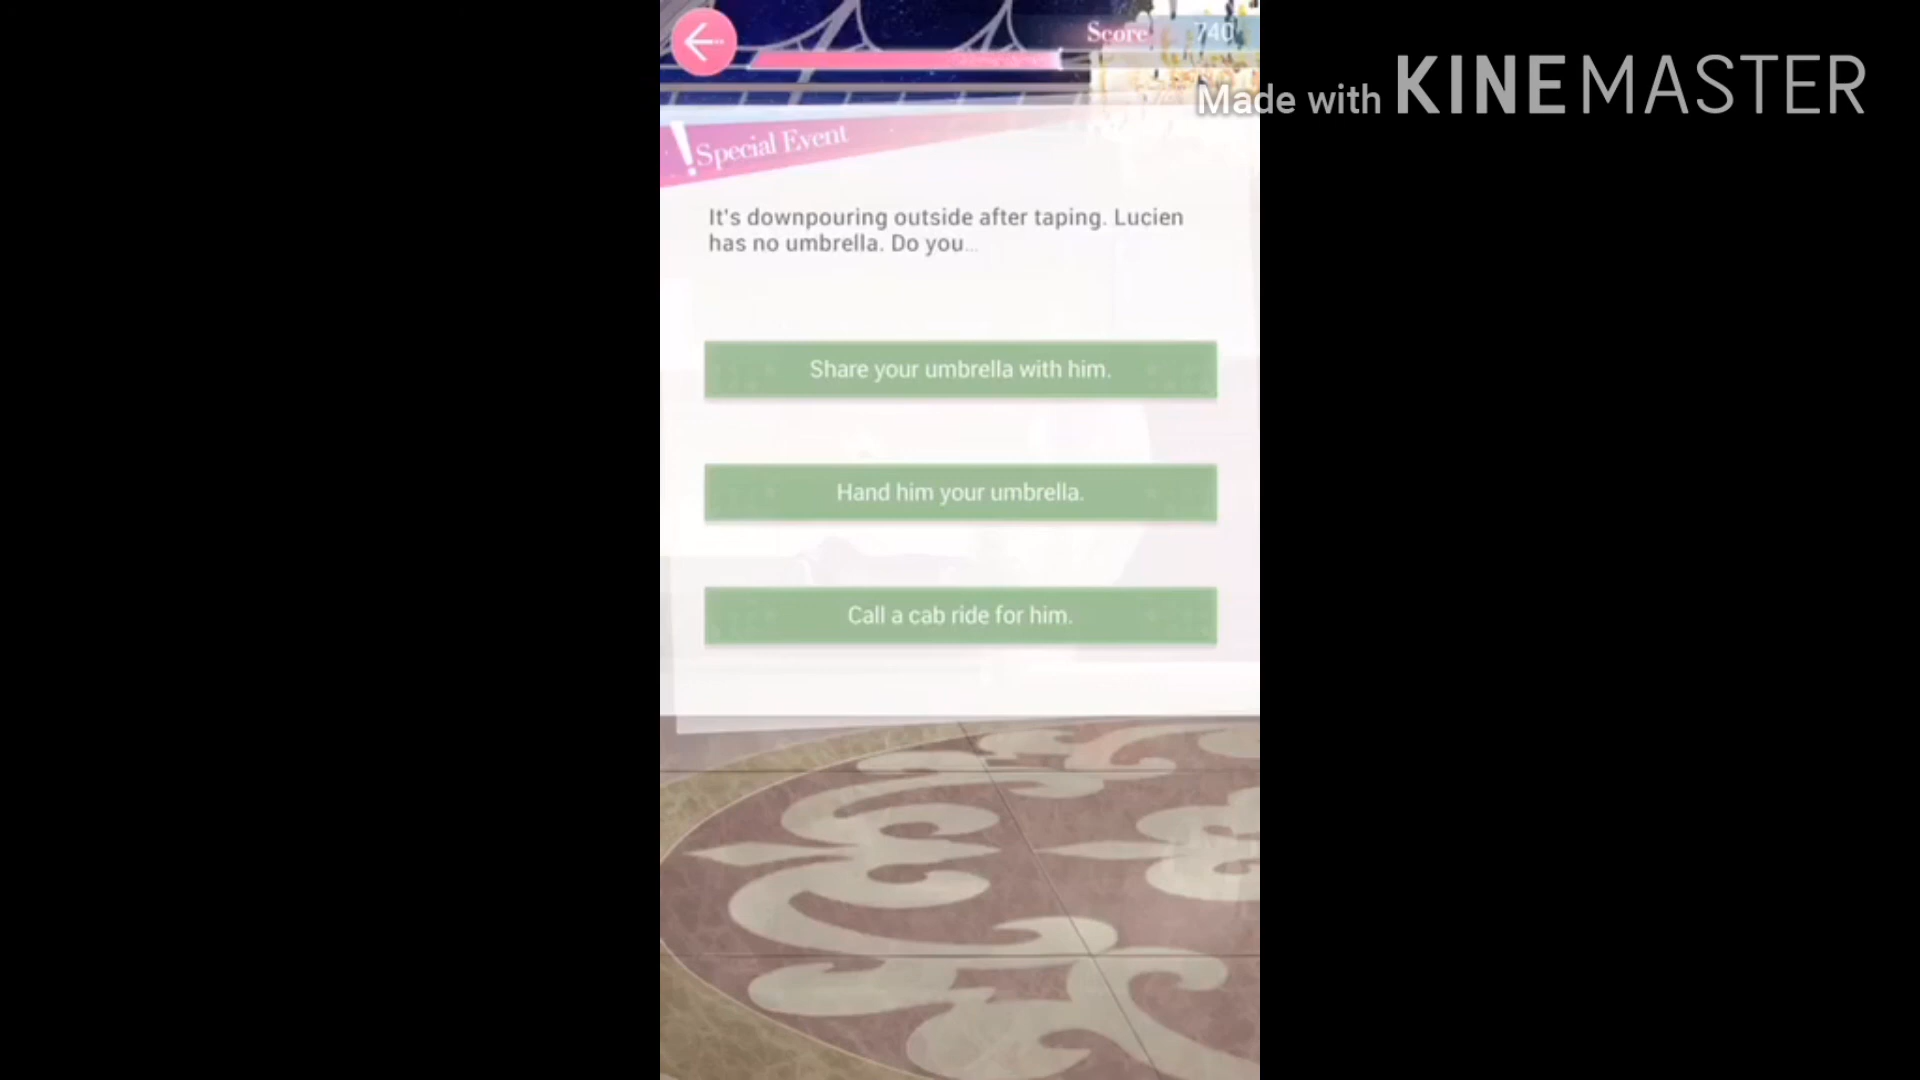 Score 740
Made with KINEMASTER
! Special Event
It's downpouring outside after taping. Lucien
has no umbrella. Do you...
Share your umbrella with him.
Hand him your umbrella.
Call a cab ride for him.